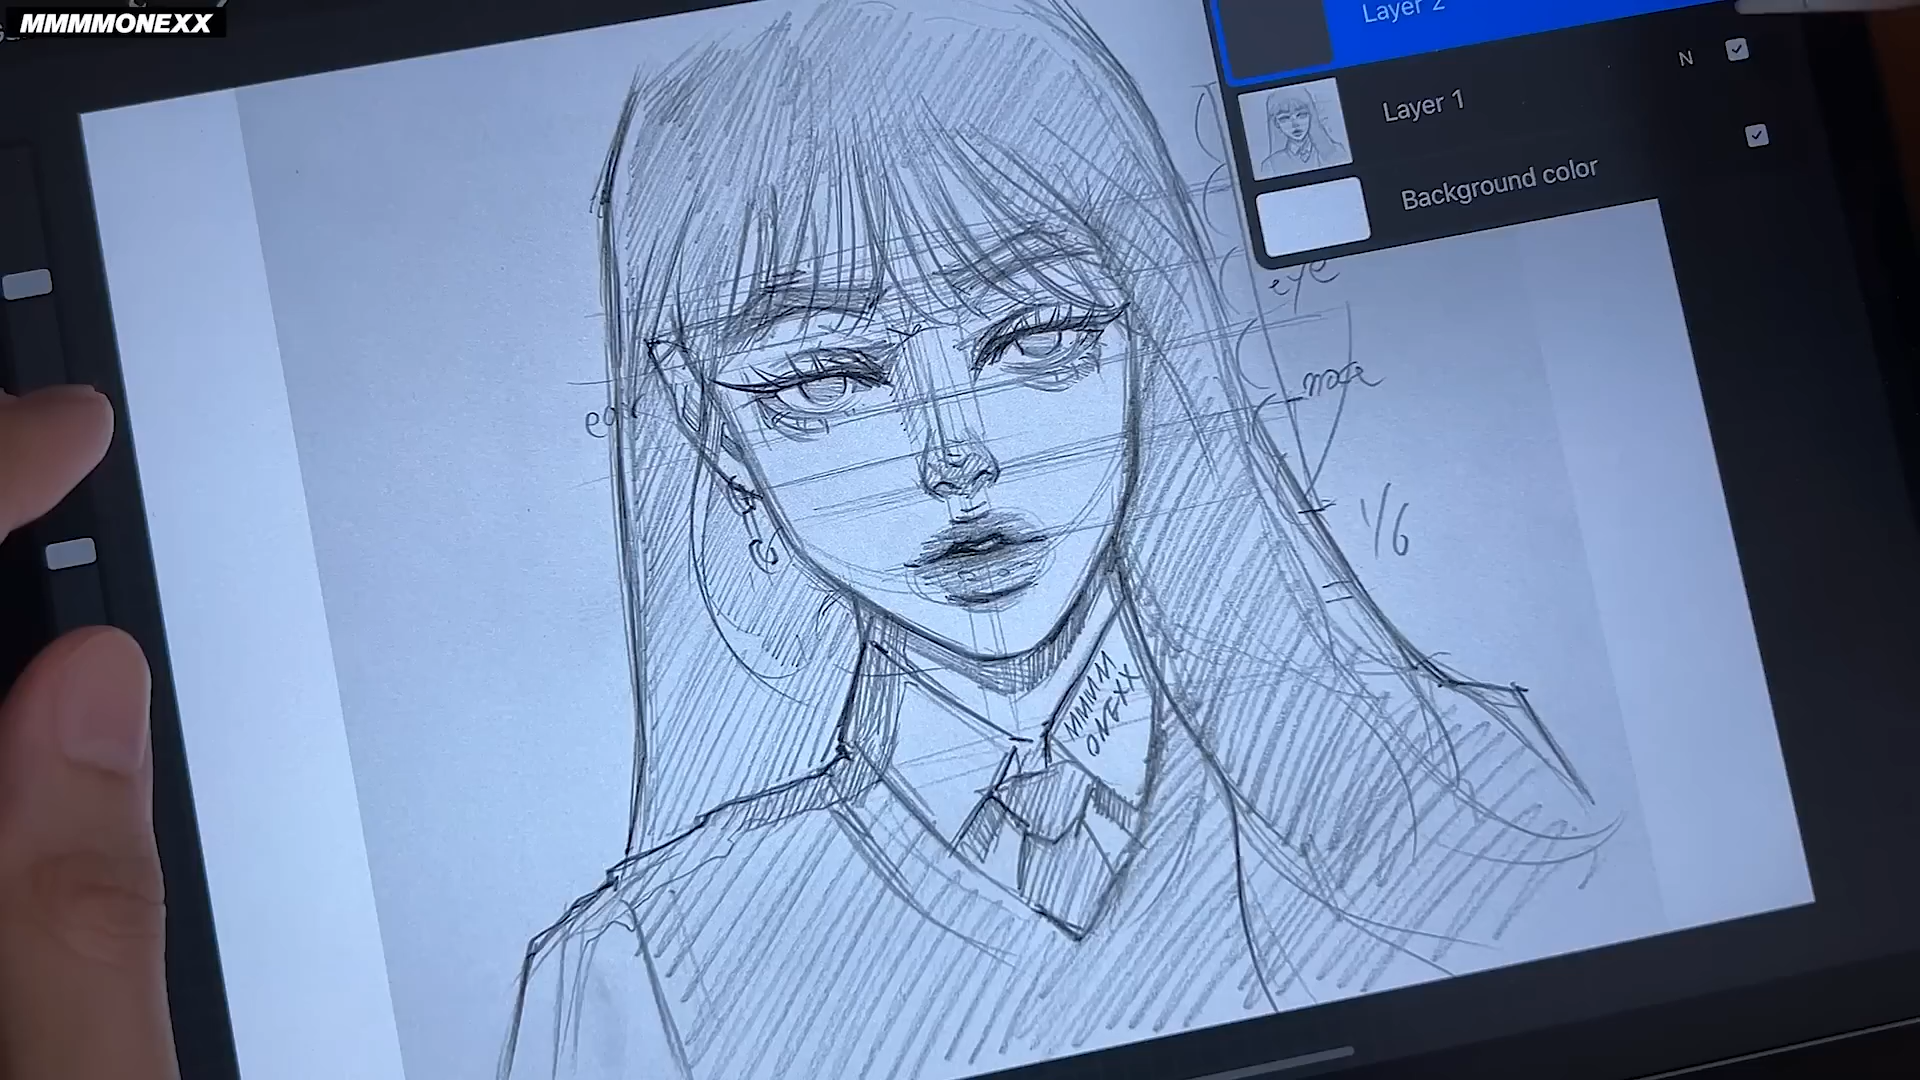 MMMMONEXX
Layer 2
N
Layer 1
Background color
eye
nose
ear
1/6
MMMM
ONEXX